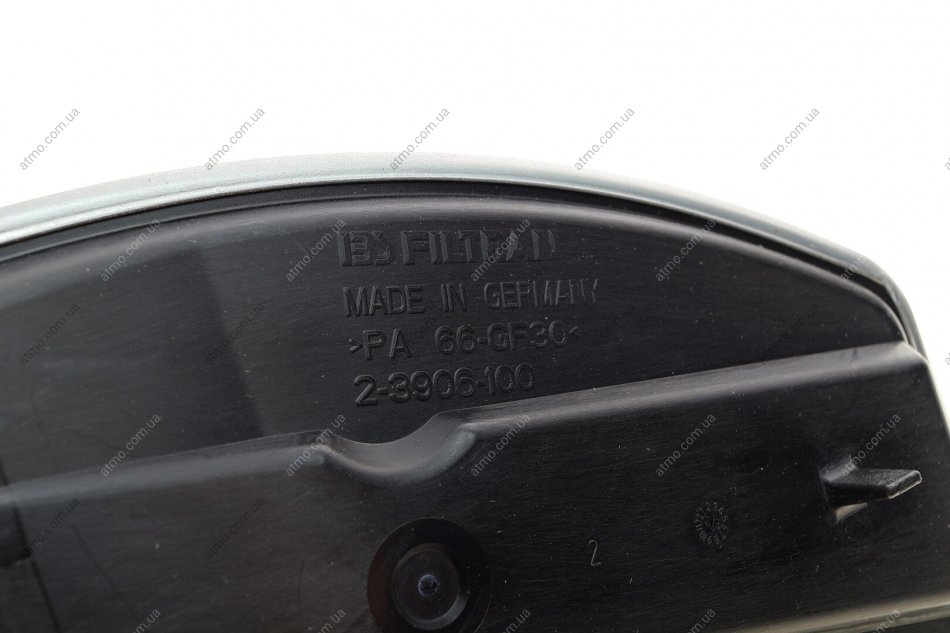 IBS FILTRAN
MADE IN GERMANY
>PA 66-GF30<
2-3906-100
2
atmo.com.ua